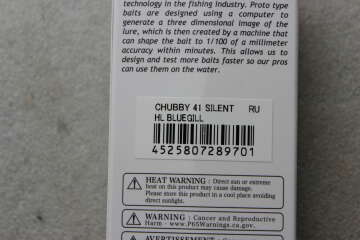 technology in the fishing industry. Proto type
baits are designed using a computer to
generate a three dimensional image of the
lure, which is then created by a machine that
can shape the bait to 1/100 of a millimeter
accuracy within minutes. This allows us to
design and test more baits faster so our pros
can use them on the water.
CHUBBY 41 SILENT RU
HL BLUEGILL
4525807289701
HEAT WARNING : Direct sun or extreme
heat on this product may cause damage.
Please store this product in a cool place avoiding
direct sunlight.
WARNING : Cancer and Reproductive
Harm - www.P65Warnings.ca.gov.
AVERTISSEMENT :